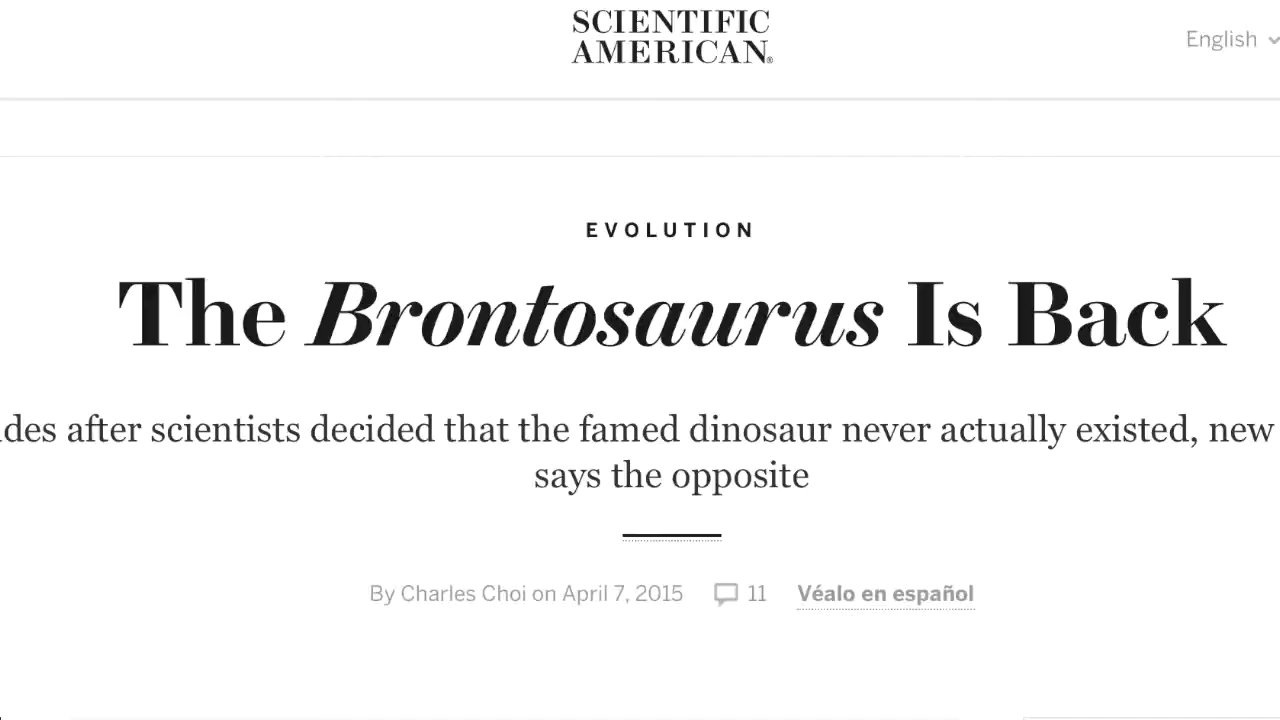 SCIENTIFIC
AMERICAN®
English
EVOLUTION
The Brontosaurus Is Back
des after scientists decided that the famed dinosaur never actually existed, new
says the opposite
By Charles Choi on April 7, 2015 11 Véalo en español